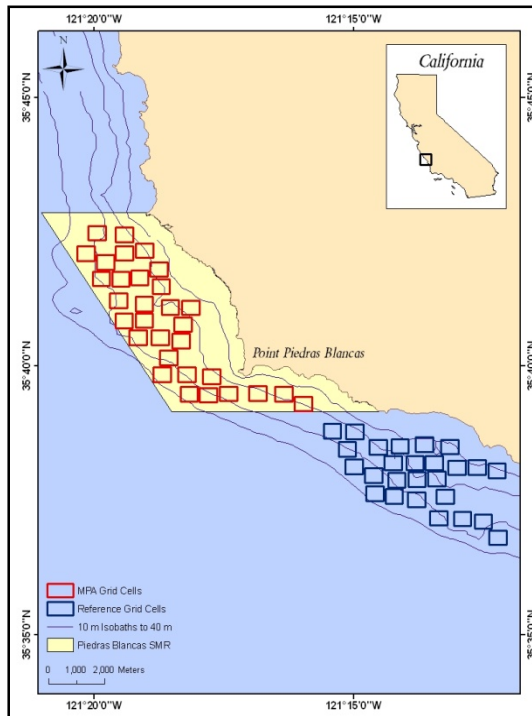 121°20'0"W
121°15'0"W
N
California
35°45'0"N
35°45'0"N
Point Piedras Blancas
35°40'0"N
35°40'0"N
MPA Grid Cells
Reference Grid Cells
10 m Isobaths to 40 m
Piedras Blancas SMR
0 1,000 2,000 Meters
35°35'0"N
35°35'0"N
121°20'0"W
121°15'0"W